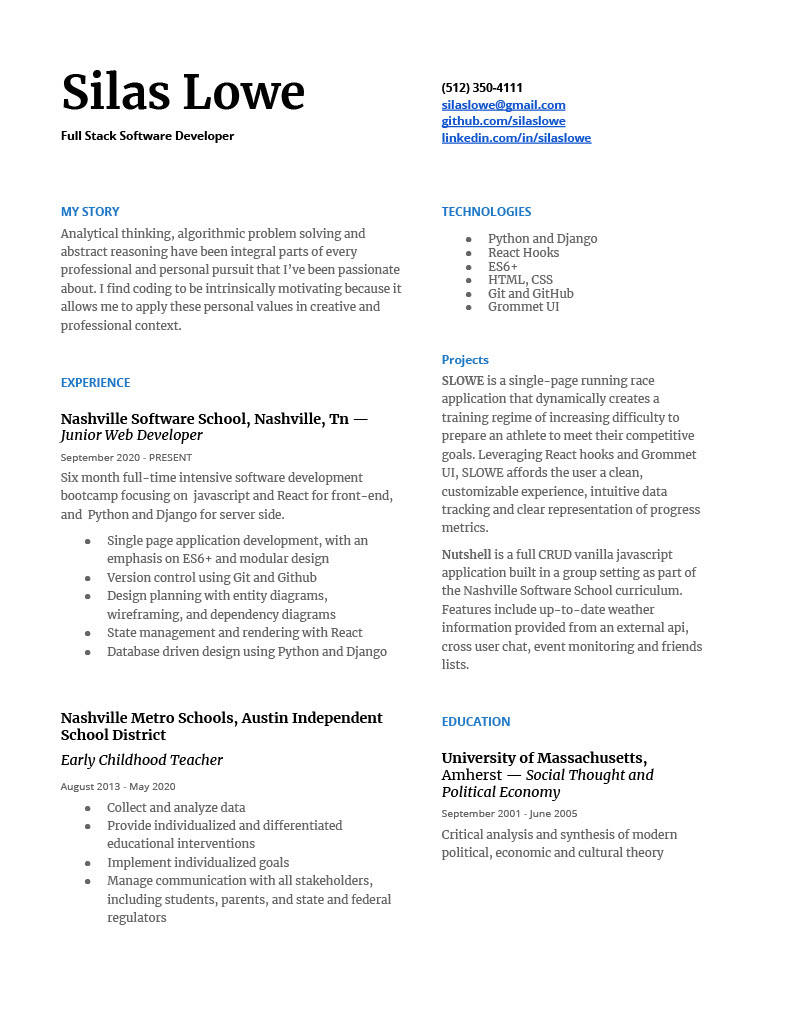 Silas Lowe
Full Stack Software Developer
(512) 350-4111
silaslowe@gmail.com
github.com/silaslowe
linkedin.com/in/silaslowe
MY STORY
Analytical thinking, algorithmic problem solving and
abstract reasoning have been integral parts of every
professional and personal pursuit that I've been passionate
about. I find coding to be intrinsically motivating because it
allows me to apply these personal values in creative and
professional context.
EXPERIENCE
Nashville Software School, Nashville, Tn —
Junior Web Developer
September 2020 - PRESENT
Six month full-time intensive software development
bootcamp focusing on  javascript and React for front-end,
and  Python and Django for server side.
● Single page application development, with an
emphasis on ES6+ and modular design
● Version control using Git and Github
● Design planning with entity diagrams,
wireframing, and dependency diagrams
● State management and rendering with React
● Database driven design using Python and Django
Nashville Metro Schools, Austin Independent
School District
Early Childhood Teacher
August 2013 - May 2020
● Collect and analyze data
● Provide individualized and differentiated
educational interventions
● Implement individualized goals
● Manage communication with all stakeholders,
including students, parents, and state and federal
regulators
TECHNOLOGIES
● Python and Django
● React Hooks
● ES6+
● HTML, CSS
● Git and GitHub
● Grommet UI
Projects
SLOWE is a single-page running race
application that dynamically creates a
training regime of increasing difficulty to
prepare an athlete to meet their competitive
goals. Leveraging React hooks and Grommet
UI, SLOWE affords the user a clean,
customizable experience, intuitive data
tracking and clear representation of progress
metrics.
Nutshell is a full CRUD vanilla javascript
application built in a group setting as part of
the Nashville Software School curriculum.
Features include up-to-date weather
information provided from an external api,
cross user chat, event monitoring and friends
lists.
EDUCATION
University of Massachusetts,
Amherst — Social Thought and
Political Economy
September 2001 - June 2005
Critical analysis and synthesis of modern
political, economic and cultural theory